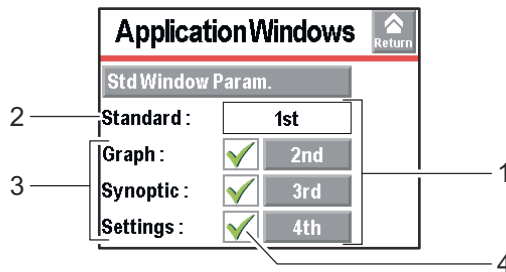 Application Windows
Return
Std Window Param.
2 Standard : 1st
Graph : 2nd
3 Synoptic : 3rd 1
Settings : 4th
4